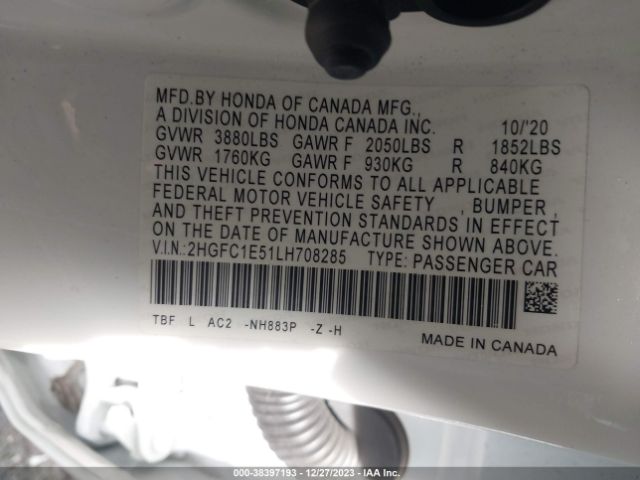 MFD.BY HONDA OF CANADA MFG.,
A DIVISION OF HONDA CANADA INC. 10/'20
GVWR 3880LBS GAWR F 2050LBS R 1852LBS
GVWR 1760KG GAWR F 930KG R 840KG
THIS VEHICLE CONFORMS TO ALL APPLICABLE
FEDERAL MOTOR VEHICLE SAFETY , BUMPER,
AND THEFT PREVENTION STANDARDS IN EFFECT
ON THE DATE OF MANUFACTURE SHOWN ABOVE.
V.I.N.:2HGFC1E51LH708285 TYPE: PASSENGER CAR
TBF L AC2 -NH883P -Z -H
MADE IN CANADA
000-38397193 - 12/27/2023 - IAA Inc.